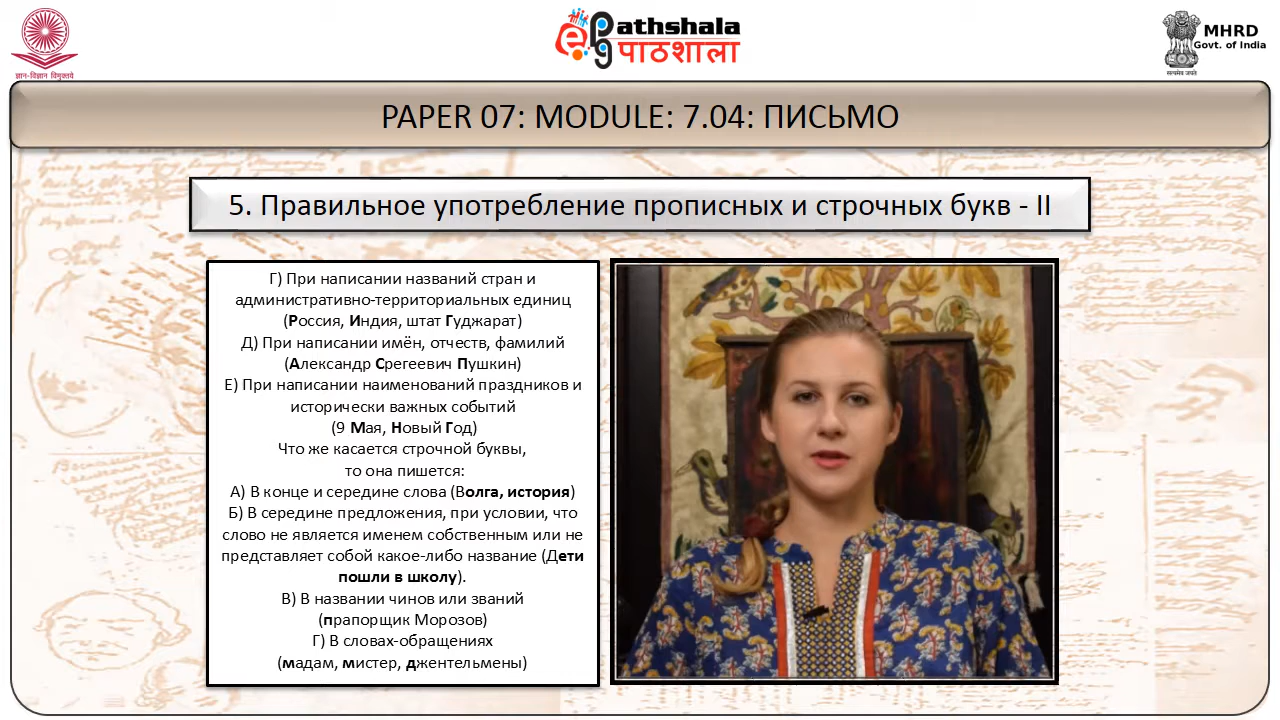 ज्ञान-विज्ञान विमुक्तये
ePg Pathshala
पाठशाला
MHRD
Govt. of India
सत्यमेव जयते
PAPER 07: MODULE: 7.04: ПИСЬМО
5. Правильное употребление прописных и строчных букв - II
Г) При написании названий стран и
административно-территориальных единиц
(Россия, Индия, штат Гуджарат)
Д) При написании имён, отчеств, фамилий
(Александр Срегеевич Пушкин)
Е) При написании наименований праздников и
исторически важных событий
(9 Мая, Новый Год)
Что же касается строчной буквы,
то она пишется:
А) В конце и середине слова (Волга, история)
Б) В середине предложения, при условии, что
слово не является именем собственным или не
представляет собой какое-либо название (Дети
пошли в школу).
В) В названии чинов или званий
(прапорщик Морозов)
Г) В словах-обращениях
(мадам, мистер, джентельмены)